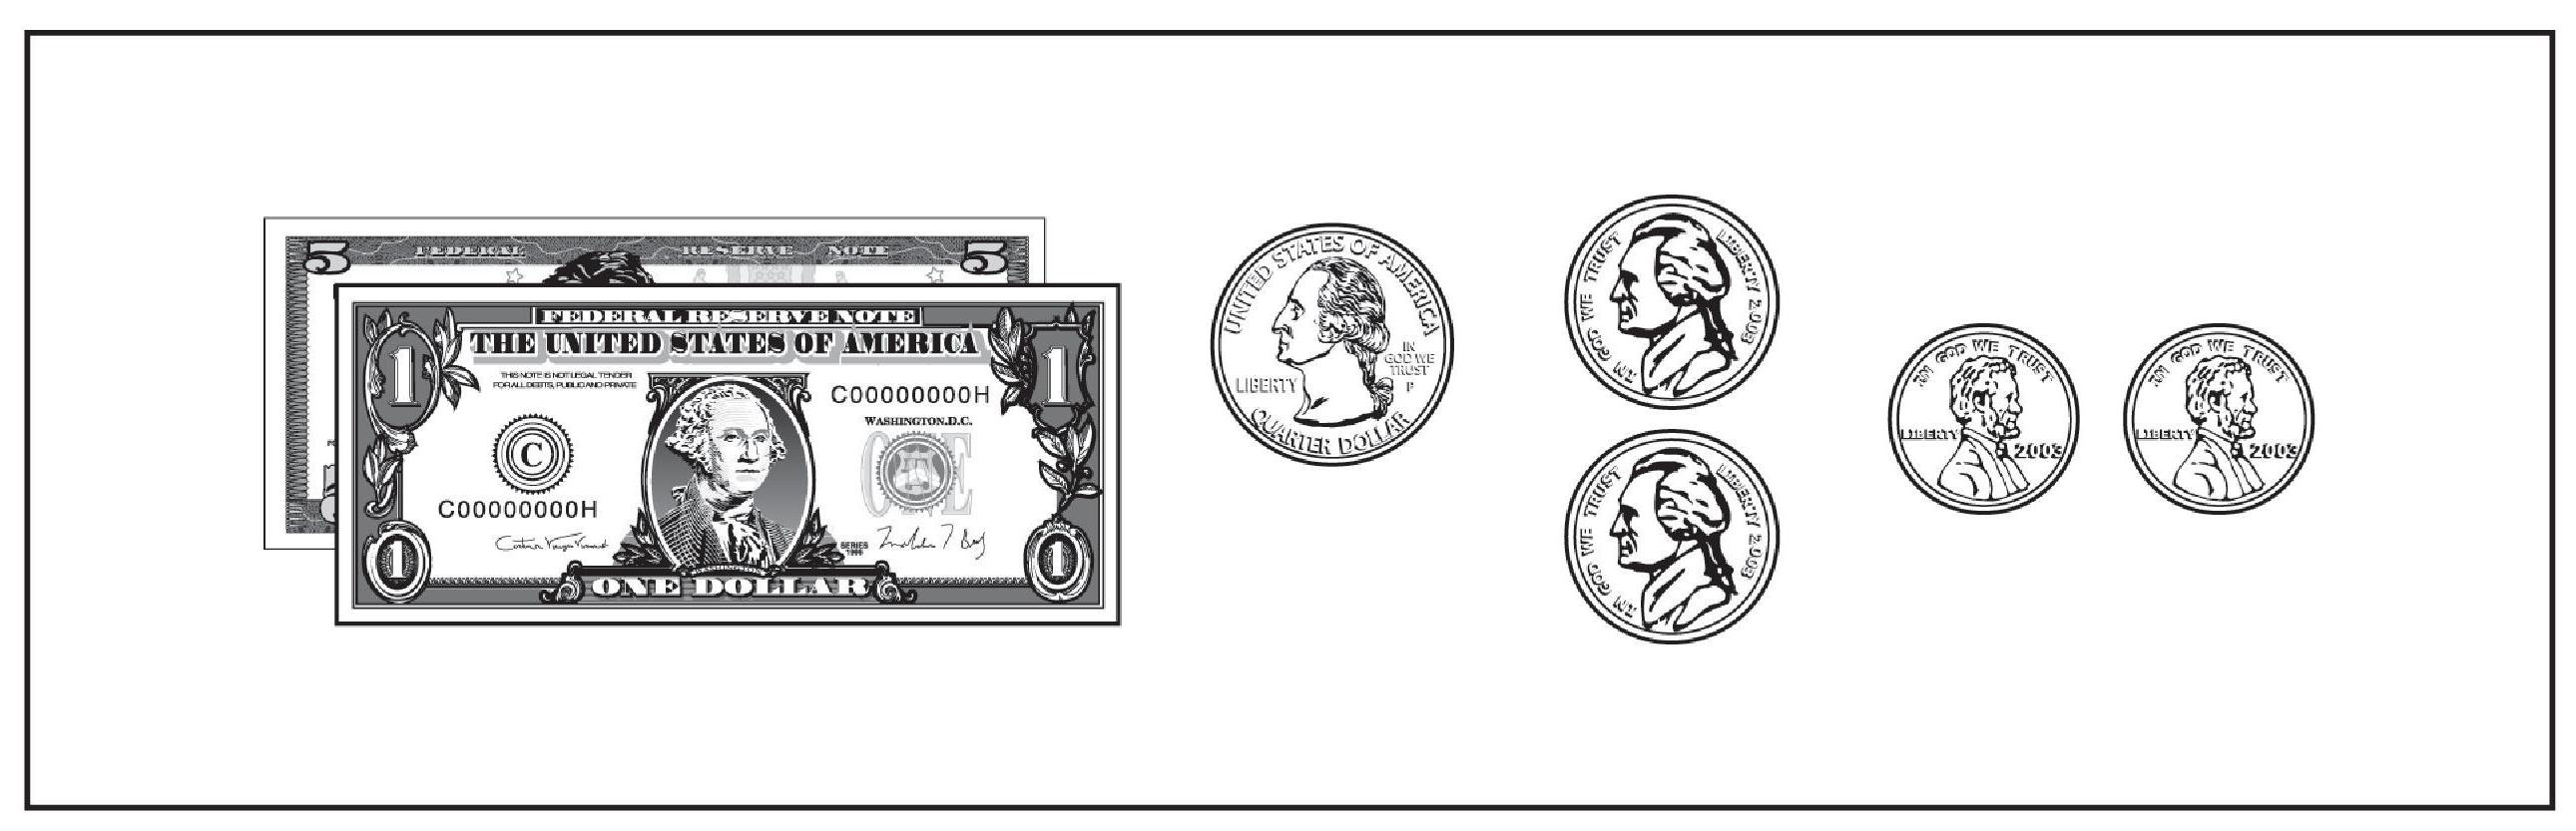 5 FEDERAL RESERVE NOTE 5
FEDERAL RESERVE NOTE
THE UNITED STATES OF AMERICA
1 1
THIS NOTE IS NOT LEGAL TENDER
FOR ALL DEBTS, PUBLIC AND PRIVATE
C00000000H
WASHINGTON, D.C.
C
ONE
C00000000H
SERIES
1999
1 1
WASHINGTON
ONE DOLLAR
UNITED STATES OF AMERICA
IN
GOD WE
TRUST
LIBERTY
P
QUARTER DOLLAR
IN GOD WE TRUST
LIBERTY 2003
IN GOD WE TRUST
LIBERTY 2003
IN GOD WE TRUST
LIBERTY
2003
IN GOD WE TRUST
LIBERTY
2003